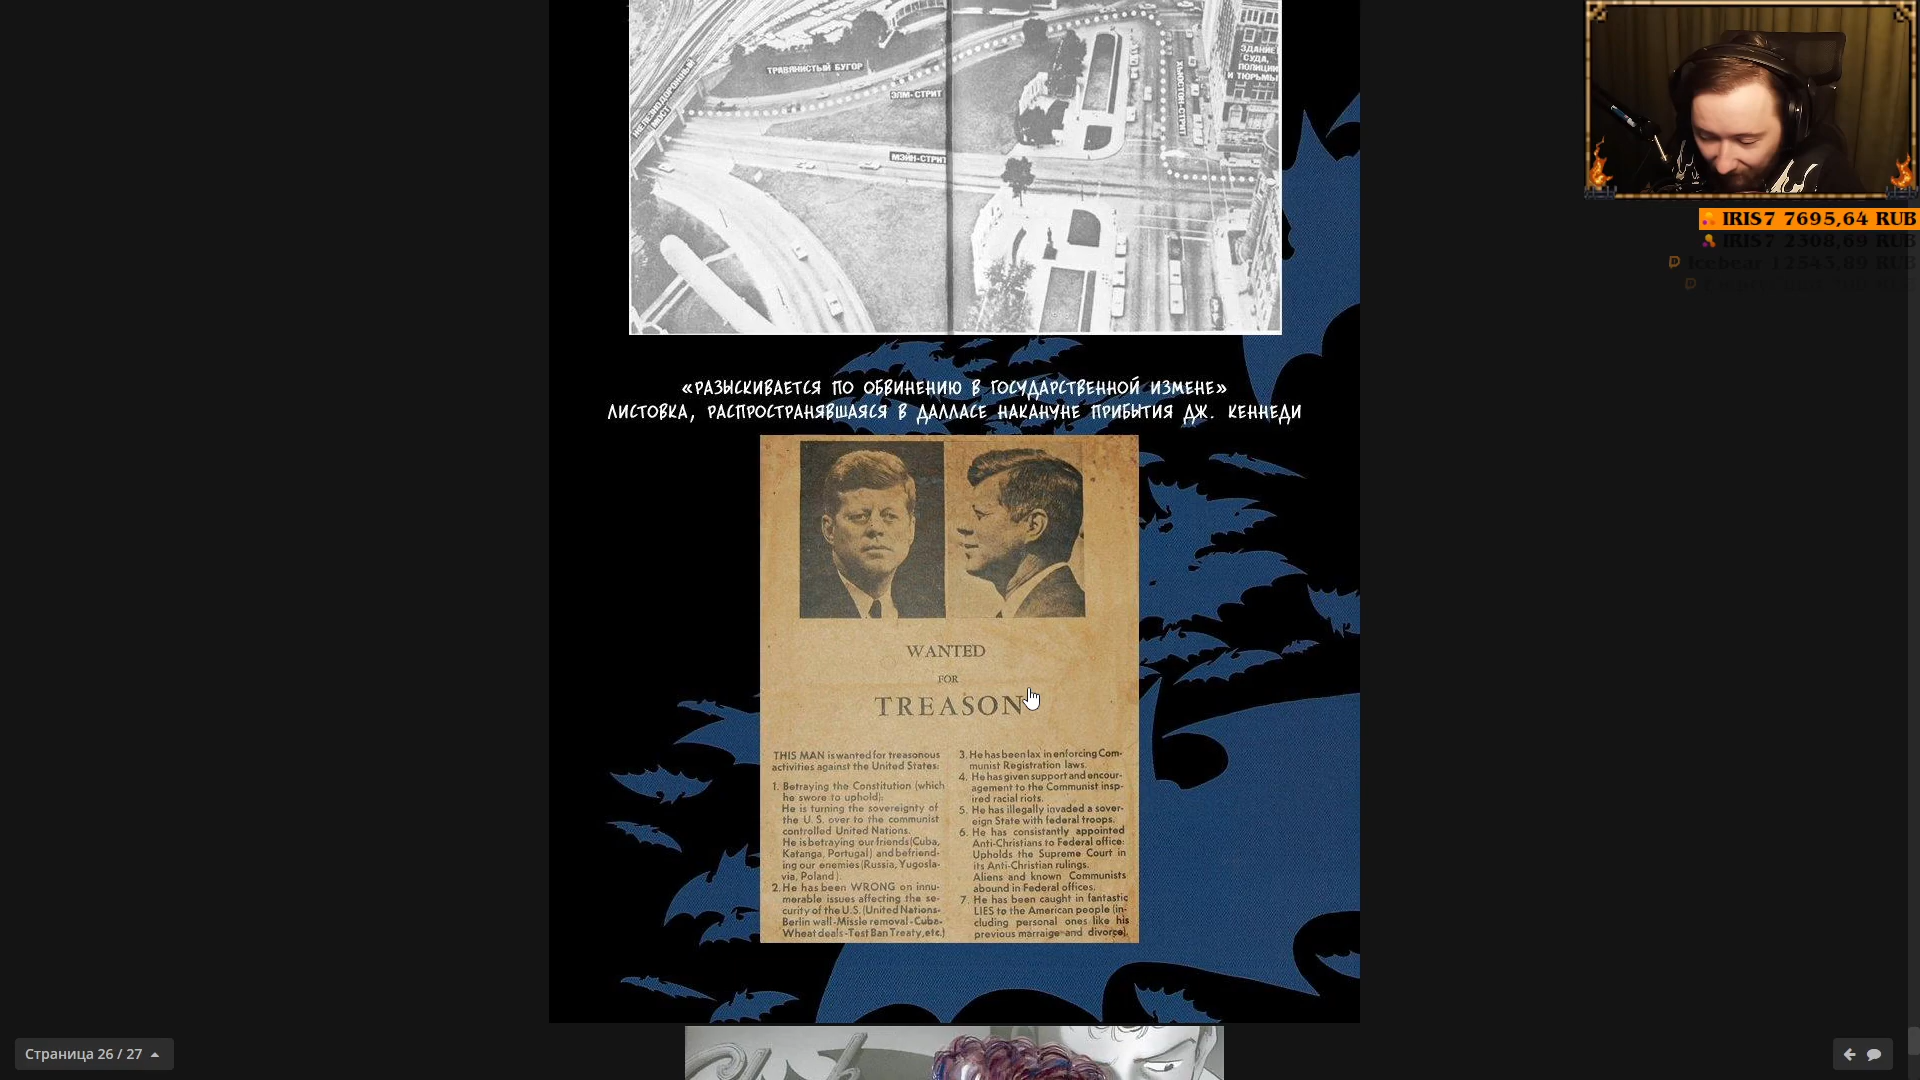 ТРАВЯНИСТЫЙ БУГОР
ЖЕЛЕЗНОДОРОЖНЫЙ
МОСТ
ЭЛМ-СТРИТ
МЭЙН-СТРИТ
ХЬЮСТОН-СТРИТ
ЗДАНИЕ
СУДА,
ПОЛИЦИИ
И ТЮРЬМЫ
IRIS7 7695,64 RUB
IRIS7 2308,69 RUB
Icebear 12543,89 RUB
«РАЗЫСКИВАЕТСЯ ПО ОБВИНЕНИЮ В ГОСУДАРСТВЕННОЙ ИЗМЕНЕ»
ЛИСТОВКА, РАСПРОСТРАНЯВШАЯСЯ В ДАЛЛАСЕ НАКАНУНЕ ПРИБЫТИЯ ДЖ. КЕННЕДИ
WANTED
FOR
TREASON
THIS MAN is wanted for treasonous
activities against the United States:
1. Betraying the Constitution (which
he swore to uphold):
He is turning the sovereignty of
the U. S. over to the communist
controlled United Nations.
He is betraying our friends (Cuba,
Katanga, Portugal) and befriend-
ing our enemies (Russia, Yugosla-
via, Poland).
2. He has been WRONG on innu-
merable issues affecting the se-
curity of the U.S. (United Nations-
Berlin wall-Missle removal-Cuba-
Wheat deals-Test Ban Treaty, etc.)
3. He has been lax in enforcing Com-
munist Registration laws.
4. He has given support and encour-
agement to the Communist insp-
ired racial riots.
5. He has illegally invaded a sover-
eign State with federal troops.
6. He has consistantly appointed
Anti-Christians to Federal office:
Upholds the Supreme Court in
its Anti-Christian rulings.
Aliens and known Communists
abound in Federal offices.
7. He has been caught in fantastic
LIES to the American people (in-
cluding personal ones like his
previous marraige and divorce).
Страница 26 / 27